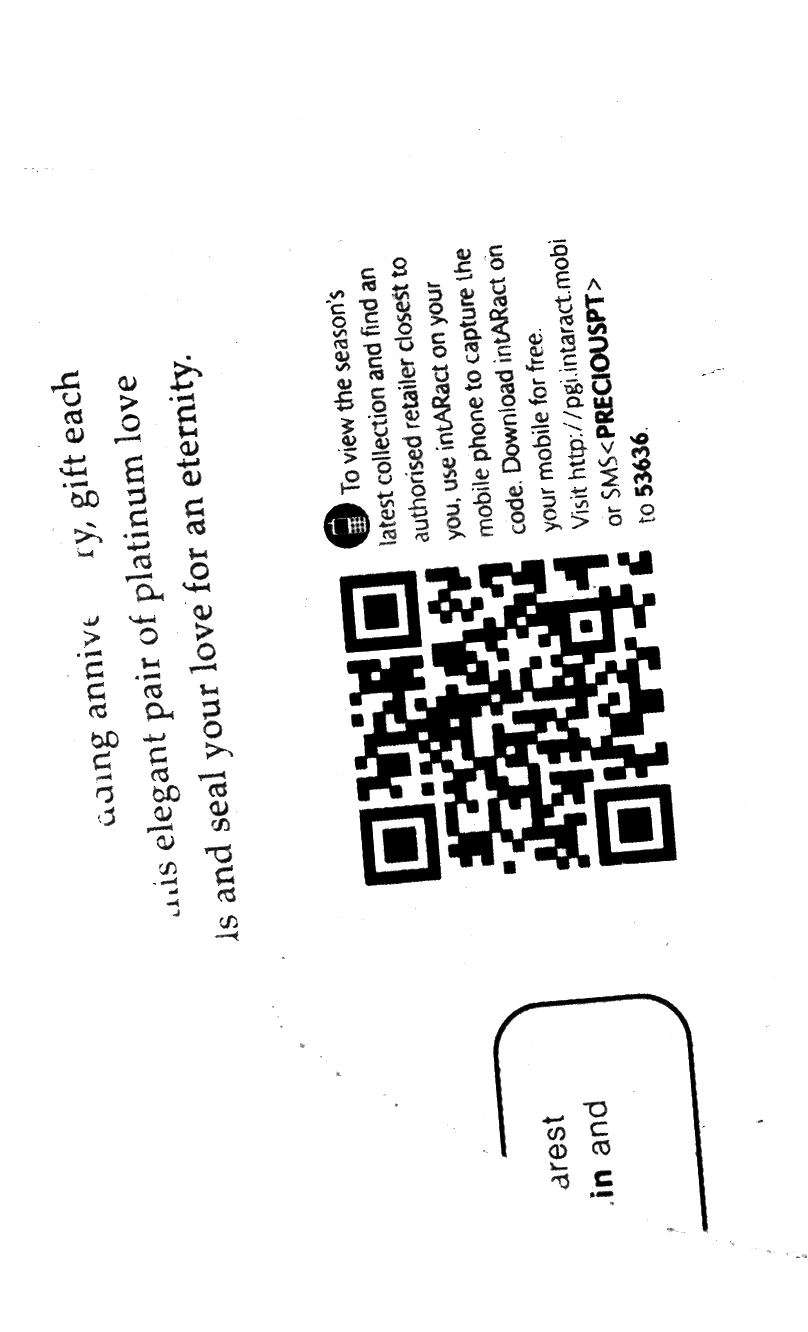 ry, gift each
elegant pair of platinum love
and seal your love for an eternity.
To view the season's
latest collection and find an
authorised retailer closest to
you, use intARact on your
mobile phone to capture the
code. Download intARact on
your mobile for free.
Visit http://pgi.intaract.mobi
or SMS<PRECIOUSPT>
to 53636.
arest
.in and